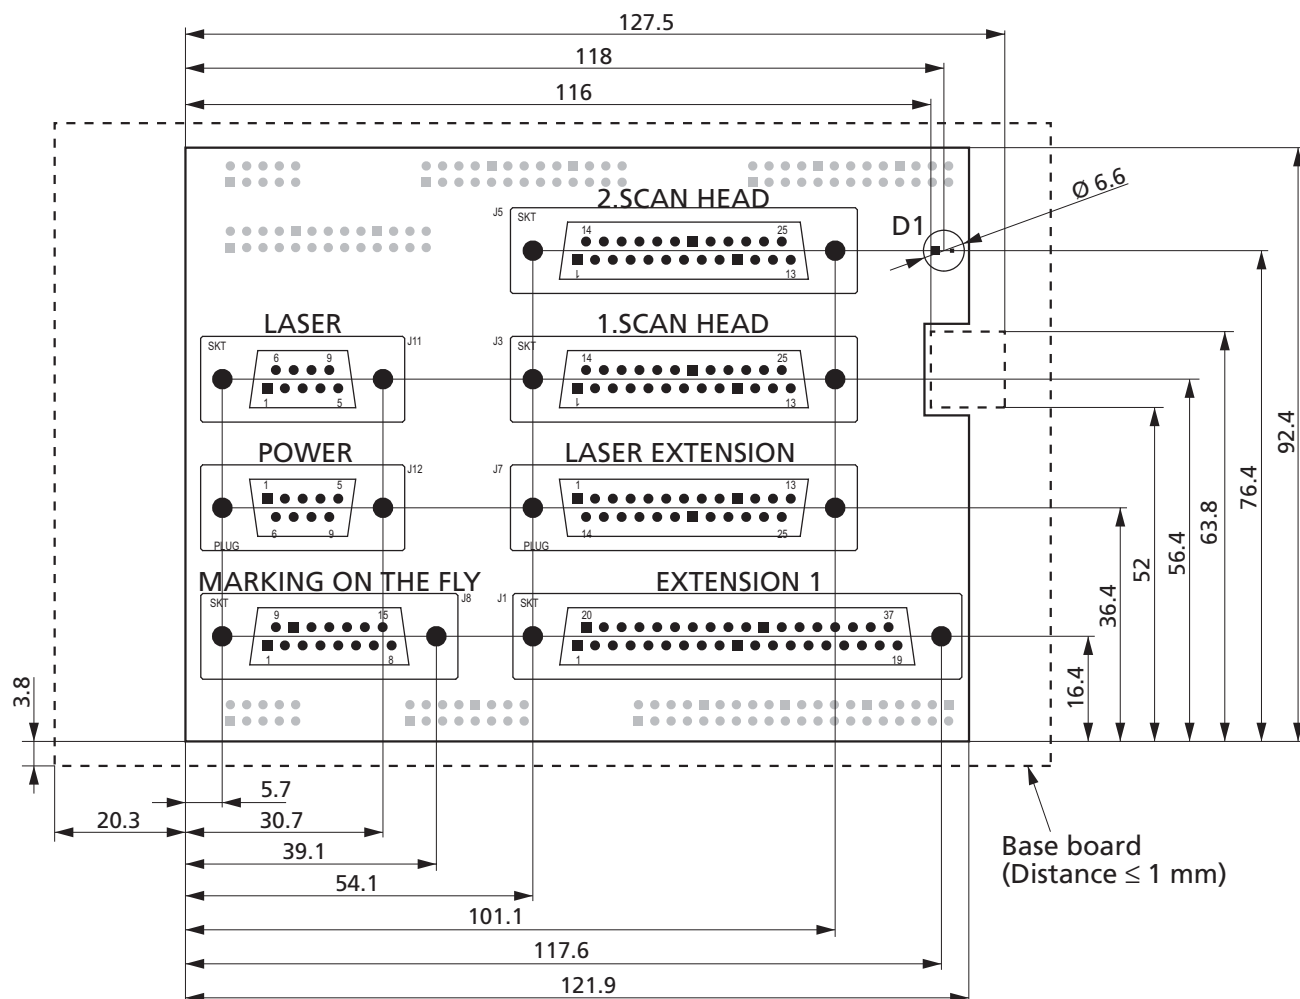 127.5
118
116
Ø 6.6
2.SCAN HEAD
J5
SKT
14
25
1
13
D1
LASER
J11
SKT
6
9
1
5
1.SCAN HEAD
J3
SKT
14
25
1
13
POWER
J12
1
5
6
9
PLUG
LASER EXTENSION
J7
1
13
14
25
PLUG
MARKING ON THE FLY
J8
SKT
9
15
1
8
EXTENSION 1
J1
SKT
20
37
1
19
16.4
36.4
52
56.4
63.8
76.4
92.4
3.8
20.3
5.7
30.7
39.1
54.1
101.1
117.6
121.9
Base board
(Distance ≤ 1 mm)